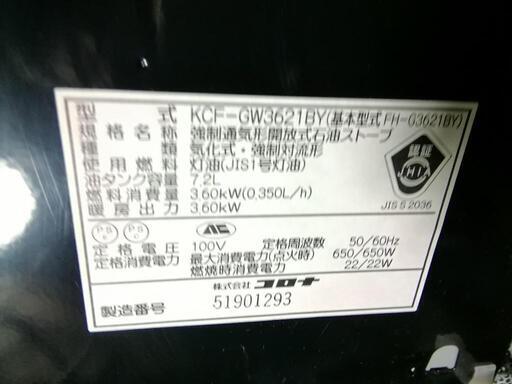 型式 KCF-GW3621BY(基本型式FH-G3621BY)
規格名称 強制通気形開放式石油ストーブ
種類 気化式・強制対流形
使用燃料 灯油(JIS1号灯油)
油タンク容量 7.2L
燃料消費量 3.60kW(0.350L/h)
暖房出力 3.60kW
認証
JHIA
JIS S 2036
PSC
定格電圧 100V 定格周波数 50/60Hz
定格消費電力 最大消費電力(点火時) 650/650W
燃焼時消費電力 22/22W
株式会社コロナ
製造番号 51901293